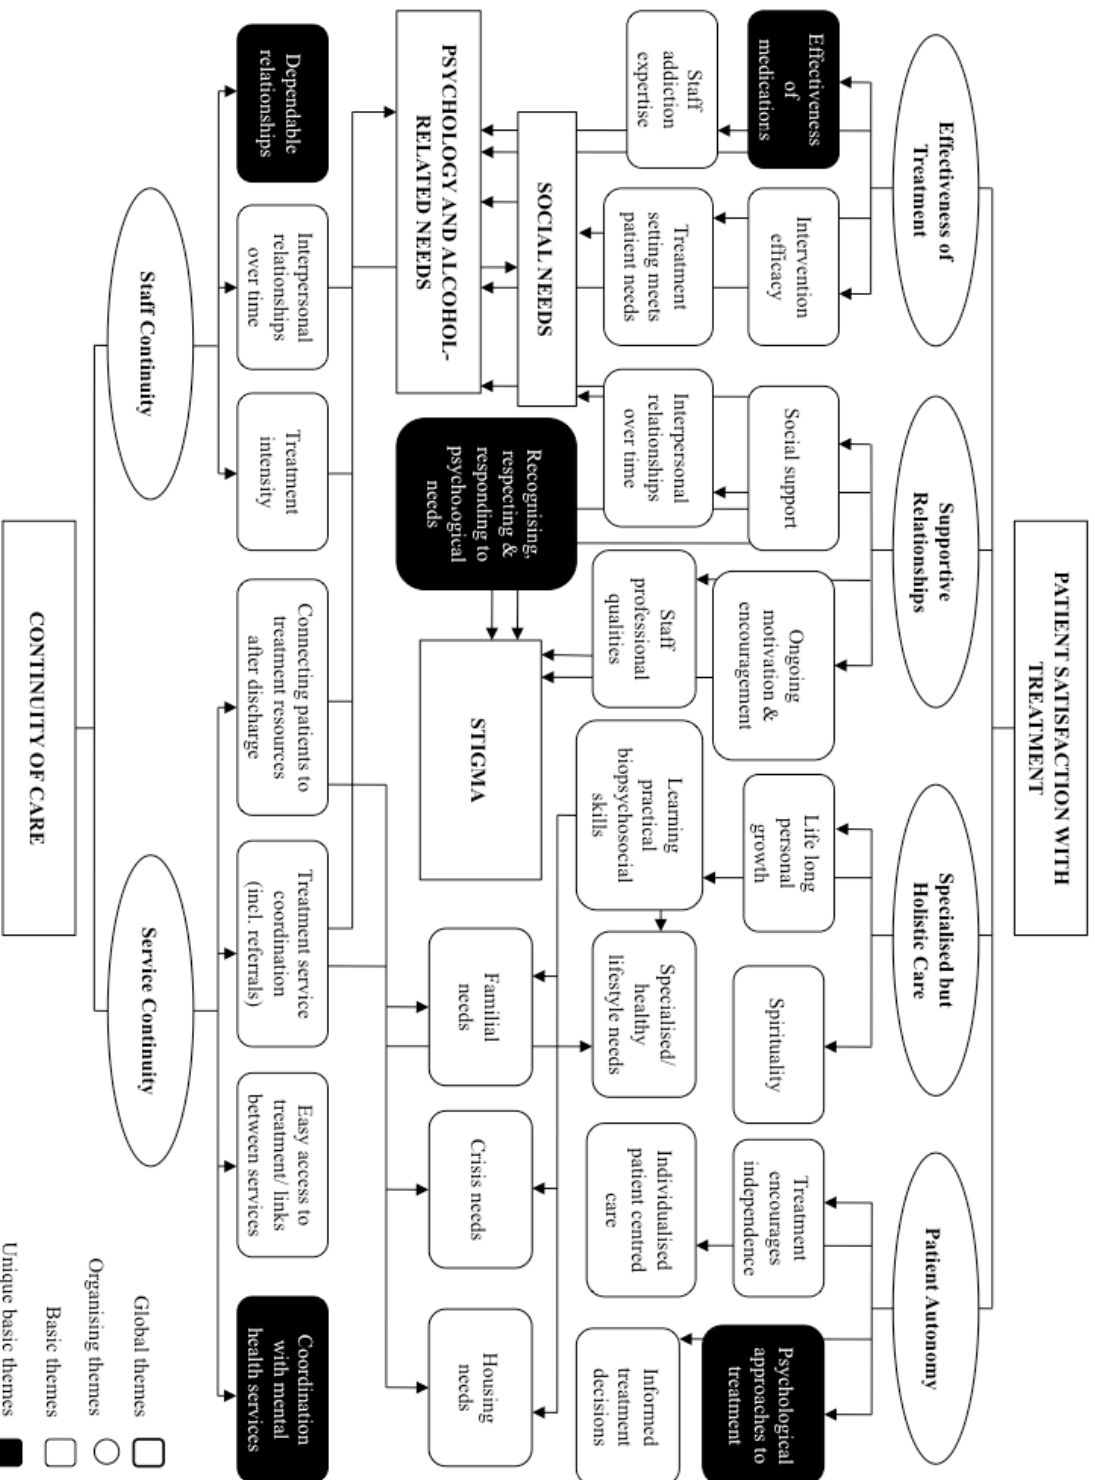 PATIENT SATISFACTION WITH
TREATMENT
Effectiveness of
Treatment
Supportive
Relationships
Specialised but
Holistic Care
Patient Autonomy
Effectiveness
of
medications
Intervention
efficacy
Social support
Ongoing
motivation &
encouragement
Life long
personal
growth
Spirituality
Treatment
encourages
independence
Psychological
approaches to
treatment
Staff
addiction
expertise
Treatment
setting meets
patient needs
Interpersonal
relationships
over time
Staff
professional
qualities
Learning
practical
biopsychosocial
skills
Specialised/
healthy
lifestyle needs
Individualised
patient centred
care
Informed
treatment
decisions
SOCIAL NEEDS
PSYCHOLOGY AND ALCOHOL-
RELATED NEEDS
Recognising,
respecting &
responding to
psychological
needs
STIGMA
Familial
needs
Crisis needs
Housing
needs
Dependable
relationships
Interpersonal
relationships
over time
Treatment
intensity
Connecting patients to
treatment resources
after discharge
Treatment service
coordination
(incl. referrals)
Easy access to
treatment/ links
between services
Coordination
with mental
health services
Staff Continuity
Service Continuity
CONTINUITY OF CARE
Global themes
Organising themes
Basic themes
Unique basic themes